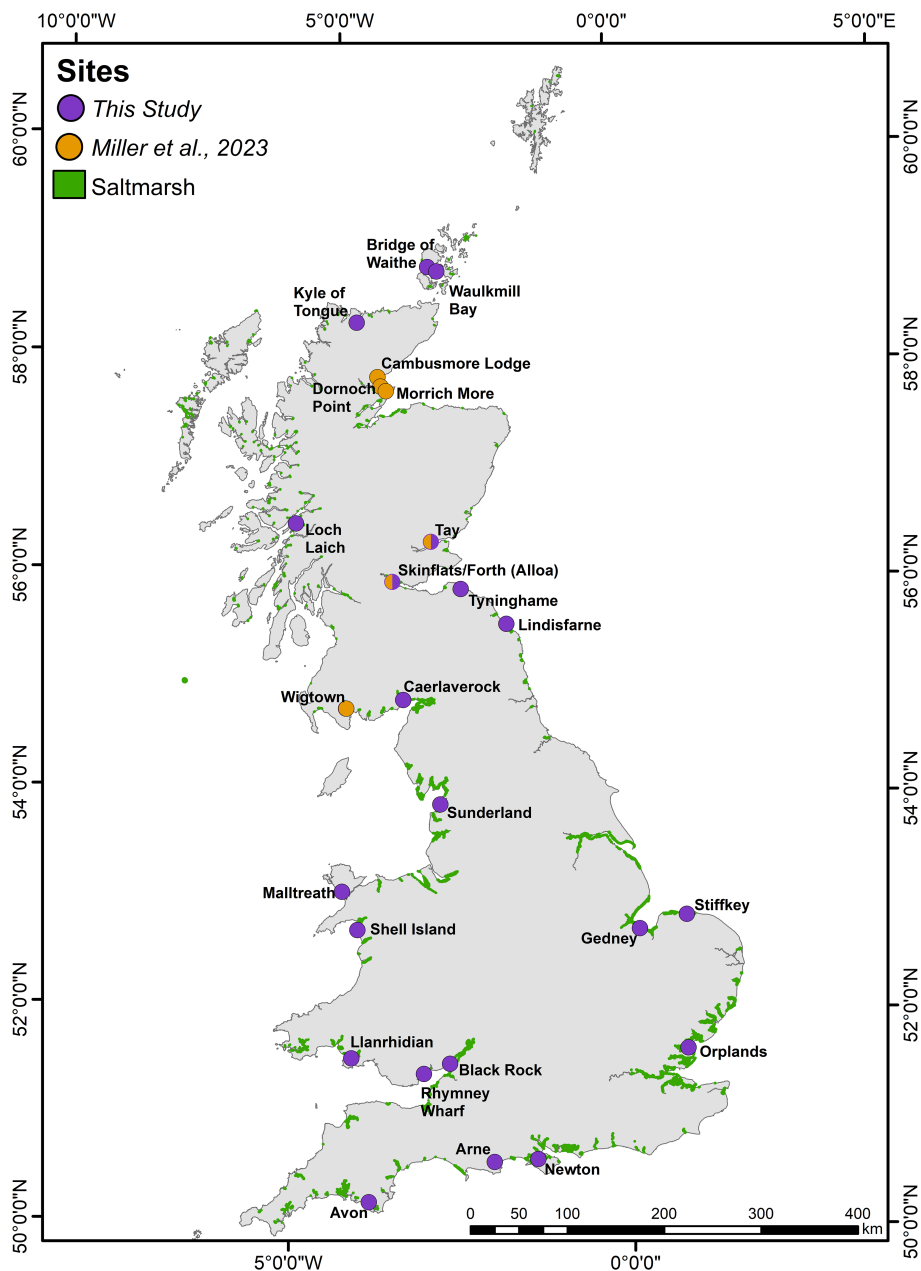 10°0'0"W 5°0'0"W 0°0'0" 5°0'0"E
Sites
This Study
Miller et al., 2023
Saltmarsh
60°0'0"N
60°0'0"N
Bridge of
Waithe
Waulkmill
Bay
Kyle of
Tongue
58°0'0"N
58°0'0"N
Cambusmore Lodge
Dornoch
Point
Morrich More
Loch
Laich
Tay
56°0'0"N
56°0'0"N
Skinflats/Forth (Alloa)
Tyninghame
Lindisfarne
Caerlaverock
Wigtown
54°0'0"N
54°0'0"N
Sunderland
Malltreath
Stiffkey
Shell Island
Gedney
52°0'0"N
52°0'0"N
Llanrhidian
Orplands
Black Rock
Rhymney
Wharf
Arne
Newton
Avon
50°0'0"N
50°0'0"N
0 50 100 200 300 400
km
5°0'0"W 0°0'0"